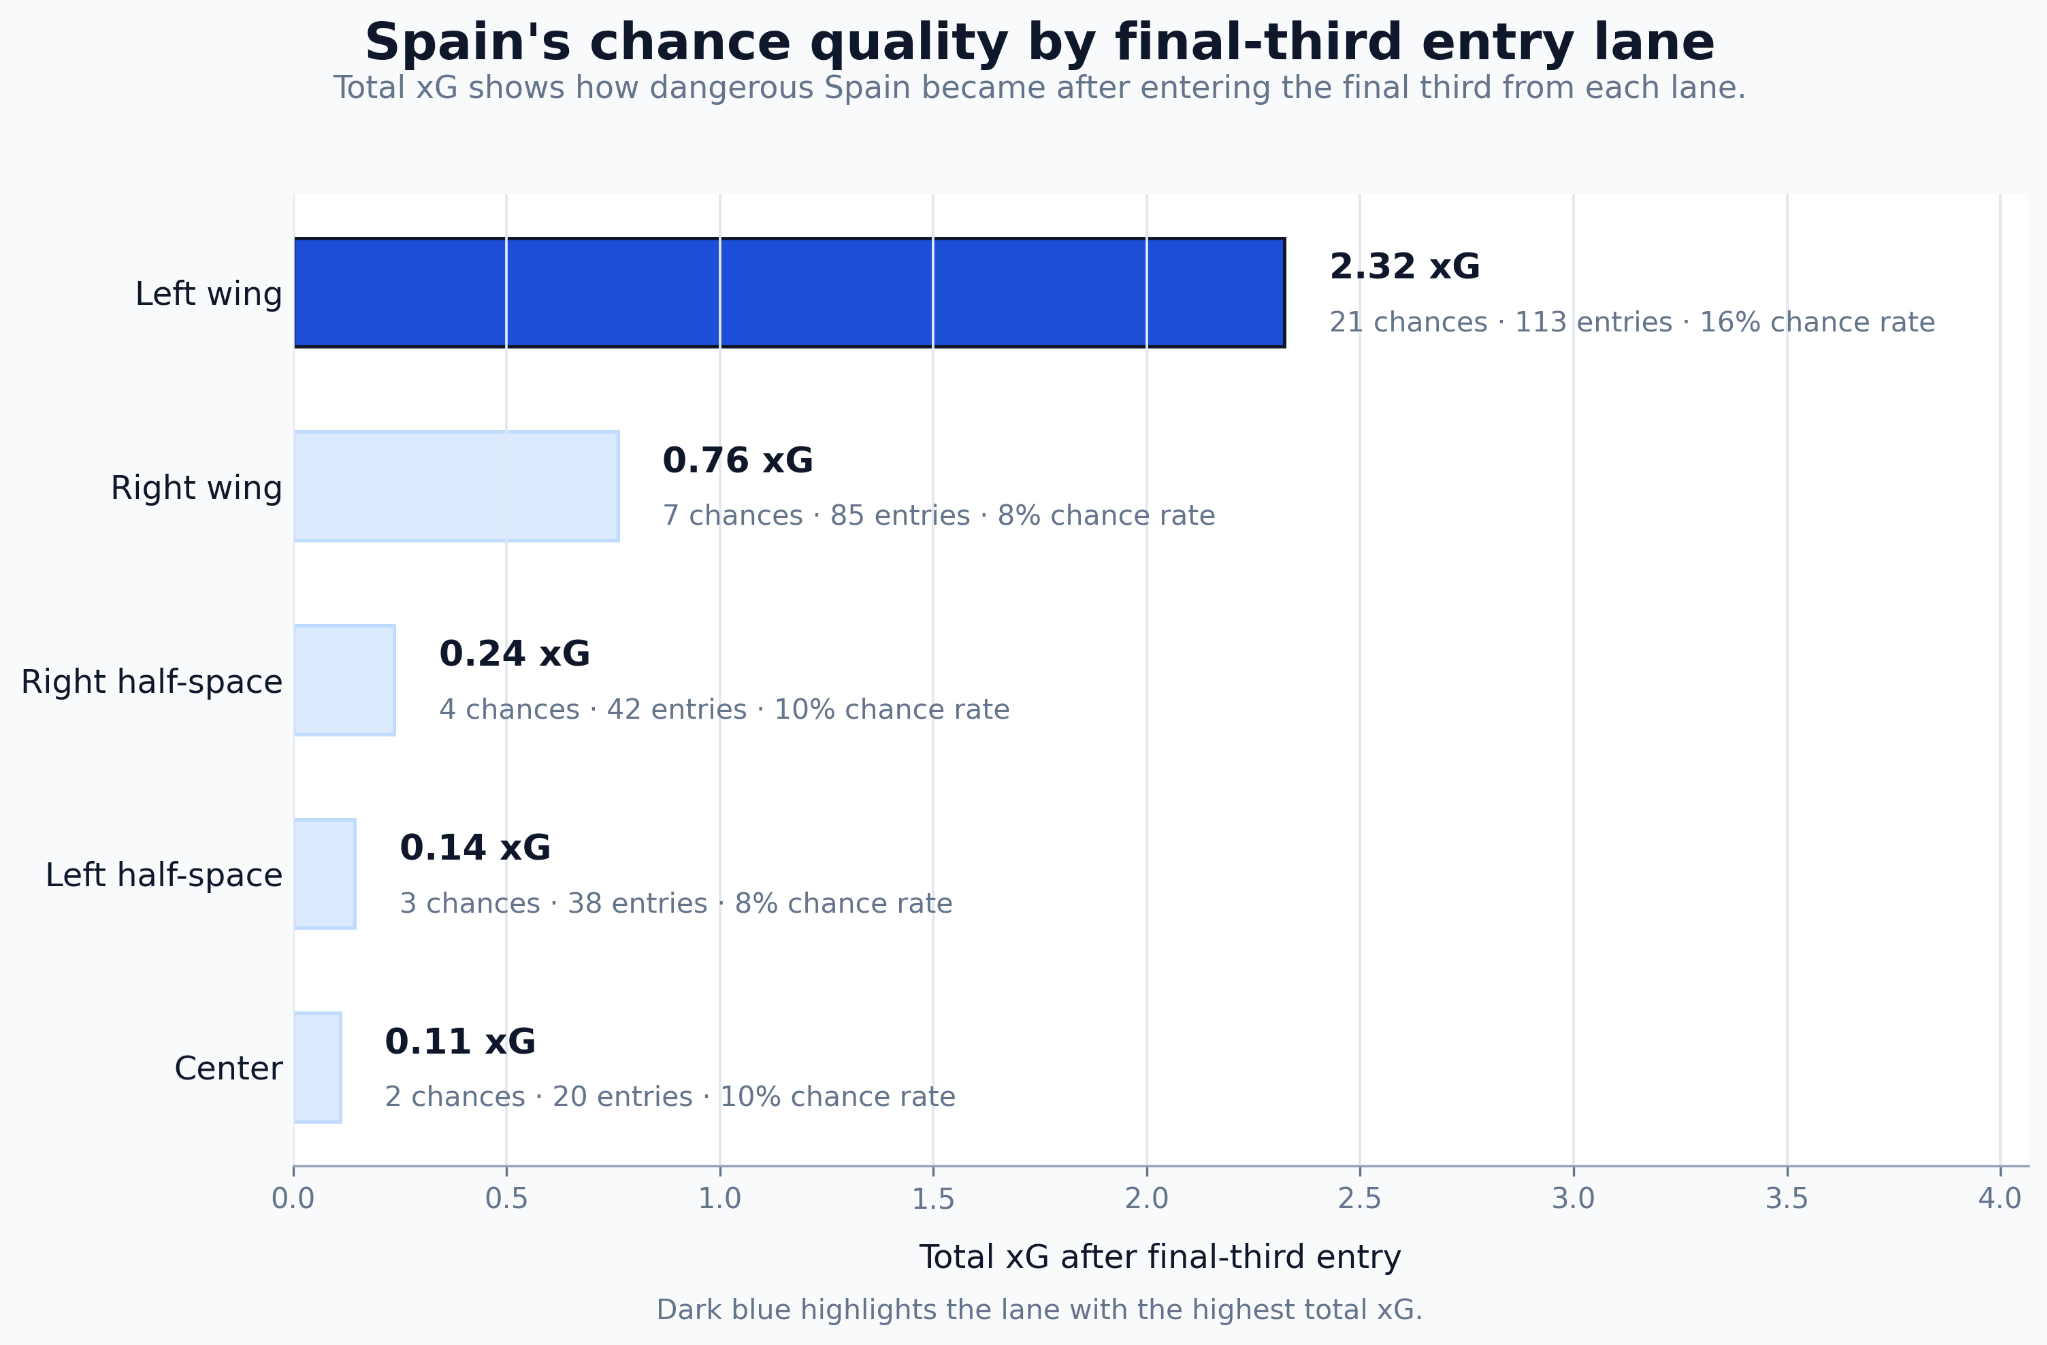 Spain's chance quality by final-third entry lane
Total xG shows how dangerous Spain became after entering the final third from each lane.
Left wing
2.32 xG
21 chances · 113 entries · 16% chance rate
Right wing
0.76 xG
7 chances · 85 entries · 8% chance rate
Right half-space
0.24 xG
4 chances · 42 entries · 10% chance rate
Left half-space
0.14 xG
3 chances · 38 entries · 8% chance rate
Center
0.11 xG
2 chances · 20 entries · 10% chance rate
0.0 0.5 1.0 1.5 2.0 2.5 3.0 3.5 4.0
Total xG after final-third entry
Dark blue highlights the lane with the highest total xG.